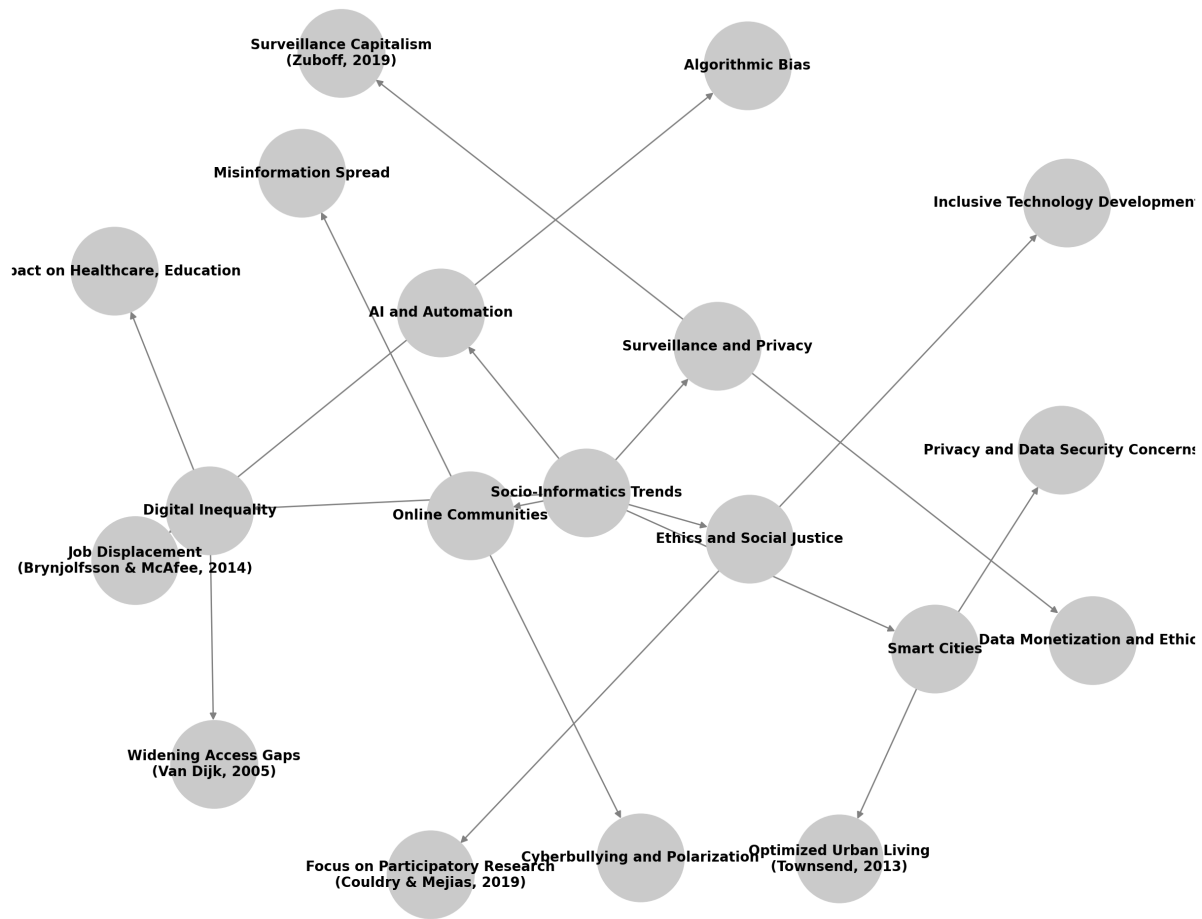 Surveillance Capitalism
(Zuboff, 2019)
Algorithmic Bias
Misinformation Spread
Inclusive Technology
on Healthcare, Education
AI and Automation
Surveillance and Privacy
Privacy and Data Security Concerns
Socio-Informatics Trends
Digital Inequality
Online Communities
Ethics and Social Justice
Job Displacement
(Brynjolfsson & McAfee, 2014)
Smart Cities
Data Monetization and
Widening Access Gaps
(Van Dijk, 2005)
Cyberbullying and Polarization
Optimized Urban Living
(Townsend, 2013)
Focus on Participatory Research
(Couldry & Mejias, 2019)